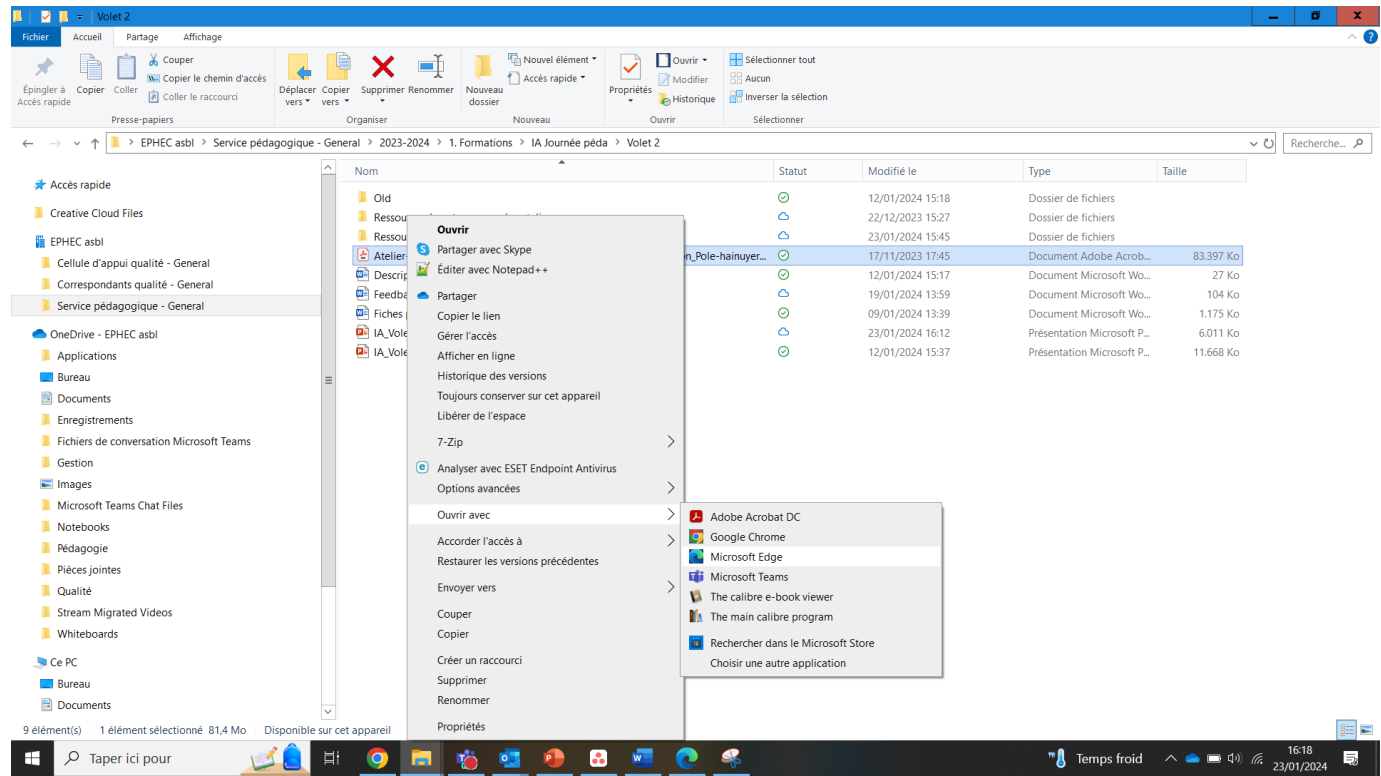 Volet 2
Fichier Accueil Partage Affichage
Épingler à Accès rapide
Copier
Coller
Couper
Copier le chemin d'accès
Coller le raccourci
Déplacer vers
Copier vers
Supprimer
Renommer
Nouveau dossier
Nouvel élément
Accès rapide
Propriétés
Ouvrir
Modifier
Historique
Sélectionner tout
Aucun
Inverser la sélection
Presse-papiers Organiser Nouveau Ouvrir Sélectionner
EPHEC asbl > Service pédagogique - General > 2023-2024 > 1. Formations > IA Journée péda > Volet 2
Recherche...
Accès rapide
Creative Cloud Files
EPHEC asbl
Cellule d'appui qualité - General
Correspondants qualité - General
Service pédagogique - General
OneDrive - EPHEC asbl
Applications
Bureau
Documents
Enregistrements
Fichiers de conversation Microsoft Teams
Gestion
Images
Microsoft Teams Chat Files
Notebooks
Pédagogie
Pièces jointes
Qualité
Stream Migrated Videos
Whiteboards
Ce PC
Bureau
Documents
Nom Statut Modifié le Type Taille
Old 12/01/2024 15:18 Dossier de fichiers
Ressou 22/12/2023 15:27 Dossier de fichiers
Ressou 23/01/2024 15:45 Dossier de fichiers
Atelier- n_Pole-hainuyer... 17/11/2023 17:45 Document Adobe Acrob... 83.397 Ko
Descrip 12/01/2024 15:17 Document Microsoft Wo... 27 Ko
Feedba 19/01/2024 13:59 Document Microsoft Wo... 104 Ko
Fiches 09/01/2024 13:39 Document Microsoft Wo... 1.175 Ko
IA_Vole 23/01/2024 16:12 Présentation Microsoft P... 6.011 Ko
IA_Vole 12/01/2024 15:37 Présentation Microsoft P... 11.668 Ko
Ouvrir
Partager avec Skype
Éditer avec Notepad++
Partager
Copier le lien
Gérer l'accès
Afficher en ligne
Historique des versions
Toujours conserver sur cet appareil
Libérer de l'espace
7-Zip
Analyser avec ESET Endpoint Antivirus
Options avancées
Ouvrir avec
Accorder l'accès à
Restaurer les versions précédentes
Envoyer vers
Couper
Copier
Créer un raccourci
Supprimer
Renommer
Propriétés
Adobe Acrobat DC
Google Chrome
Microsoft Edge
Microsoft Teams
The calibre e-book viewer
The main calibre program
Rechercher dans le Microsoft Store
Choisir une autre application
9 élément(s) 1 élément sélectionné 81,4 Mo Disponible sur cet appareil
Taper ici pour
Temps froid
16:18
23/01/2024